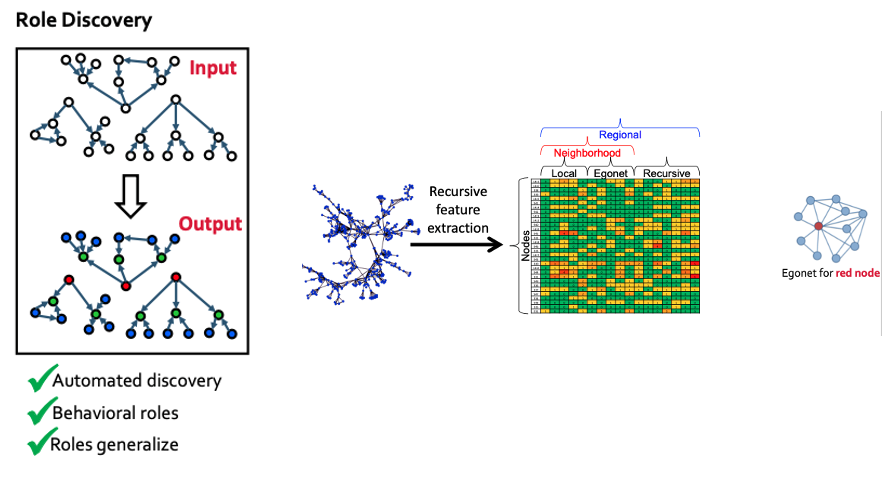 Role Discovery
Input
Output
Automated discovery
Behavioral roles
Roles generalize
Recursive
feature
extraction
Regional
Neighborhood
Local Egonet Recursive
Nodes
Egonet for red node